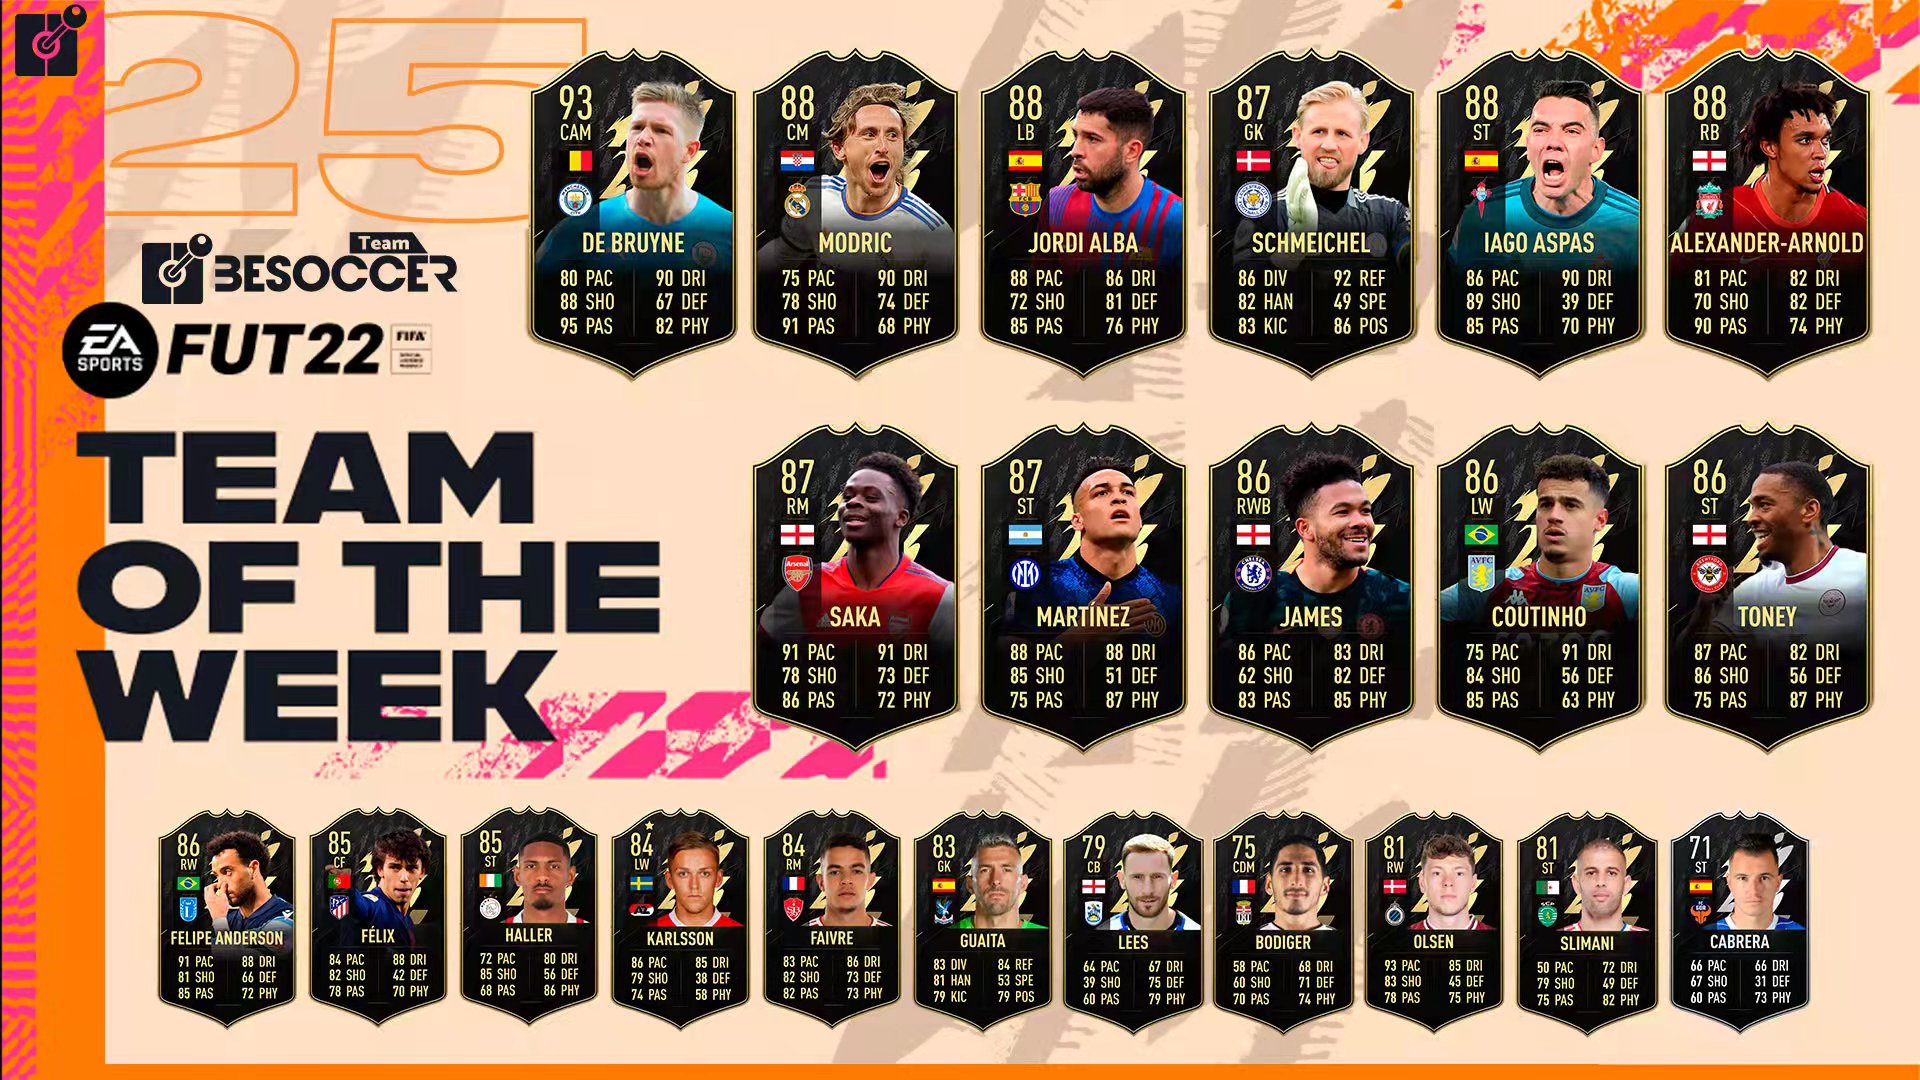 25
Team
BESOCCER
EA SPORTS FUT22 FIFA
TEAM
OF THE
WEEK
93
CAM
DE BRUYNE
80 PAC 90 DRI
88 SHO 67 DEF
95 PAS 82 PHY
88
CM
MODRIC
75 PAC 90 DRI
78 SHO 74 DEF
91 PAS 68 PHY
88
LB
JORDI ALBA
88 PAC 86 DRI
72 SHO 81 DEF
85 PAS 76 PHY
87
GK
SCHMEICHEL
86 DIV 92 REF
82 HAN 49 SPE
83 KIC 86 POS
88
ST
IAGO ASPAS
86 PAC 90 DRI
89 SHO 39 DEF
85 PAS 70 PHY
88
RB
ALEXANDER-ARNOLD
81 PAC 82 DRI
70 SHO 82 DEF
90 PAS 74 PHY
87
RM
Arsenal
SAKA
91 PAC 91 DRI
78 SHO 73 DEF
86 PAS 72 PHY
87
ST
MARTÍNEZ
88 PAC 88 DRI
85 SHO 51 DEF
75 PAS 87 PHY
86
RWB
JAMES
86 PAC 83 DRI
62 SHO 82 DEF
83 PAS 85 PHY
86
LW
AVFC
COUTINHO
75 PAC 91 DRI
84 SHO 56 DEF
85 PAS 63 PHY
86
ST
TONEY
87 PAC 82 DRI
86 SHO 56 DEF
75 PAS 87 PHY
86
RW
FELIPE ANDERSON
91 PAC 88 DRI
81 SHO 66 DEF
85 PAS 72 PHY
85
CF
FÉLIX
84 PAC 88 DRI
82 SHO 42 DEF
78 PAS 70 PHY
85
ST
HALLER
72 PAC 80 DRI
85 SHO 56 DEF
68 PAS 86 PHY
84
LW
AZ
KARLSSON
86 PAC 85 DRI
79 SHO 38 DEF
74 PAS 58 PHY
84
RM
FAIVRE
83 PAC 86 DRI
82 SHO 73 DEF
82 PAS 73 PHY
83
GK
GUAITA
83 DIV 84 REF
81 HAN 53 SPE
79 KIC 79 POS
79
CB
LEES
64 PAC 67 DRI
39 SHO 75 DEF
60 PAS 79 PHY
75
CDM
BODIGER
58 PAC 68 DRI
60 SHO 71 DEF
70 PAS 74 PHY
81
RW
OLSEN
93 PAC 85 DRI
83 SHO 45 DEF
78 PAS 75 PHY
81
ST
SCP
SLIMANI
50 PAC 72 DRI
79 SHO 49 DEF
75 PAS 82 PHY
71
ST
FC GOA
CABRERA
66 PAC 66 DRI
67 SHO 31 DEF
60 PAS 73 PHY